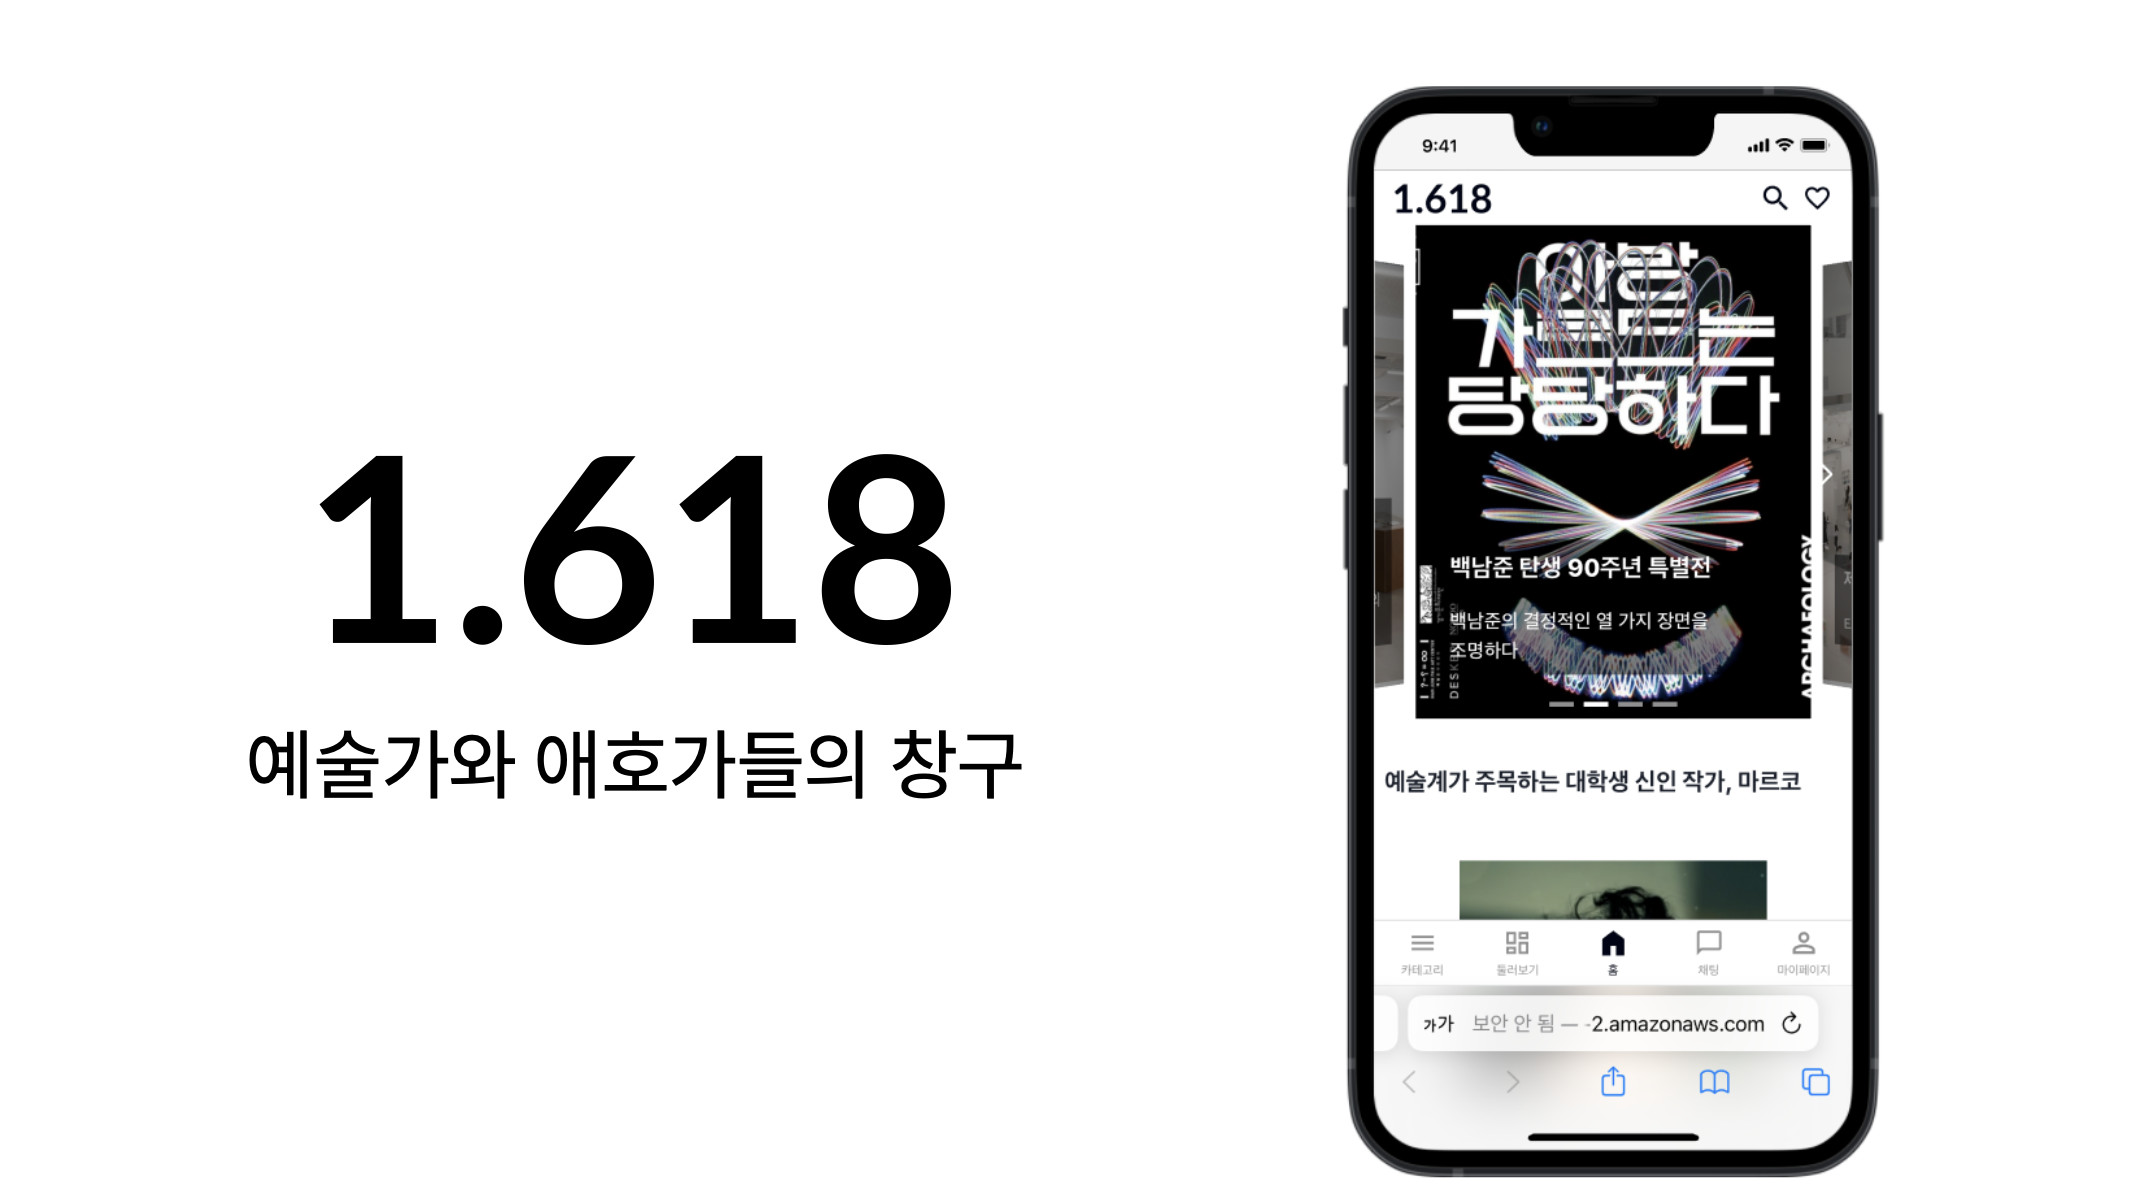 1.618
예술가와 애호가들의 창구
9:41
1.618
아방
가르드는
당당하다
백남준 탄생 90주년 특별전
백남준의 결정적인 열 가지 장면을
조명하다
ARCHAEOLOGY
예술계가 주목하는 대학생 신인 작가, 마르코
카테고리
둘러보기
홈
채팅
마이페이지
가가 보안 안 됨 — -2.amazonaws.com